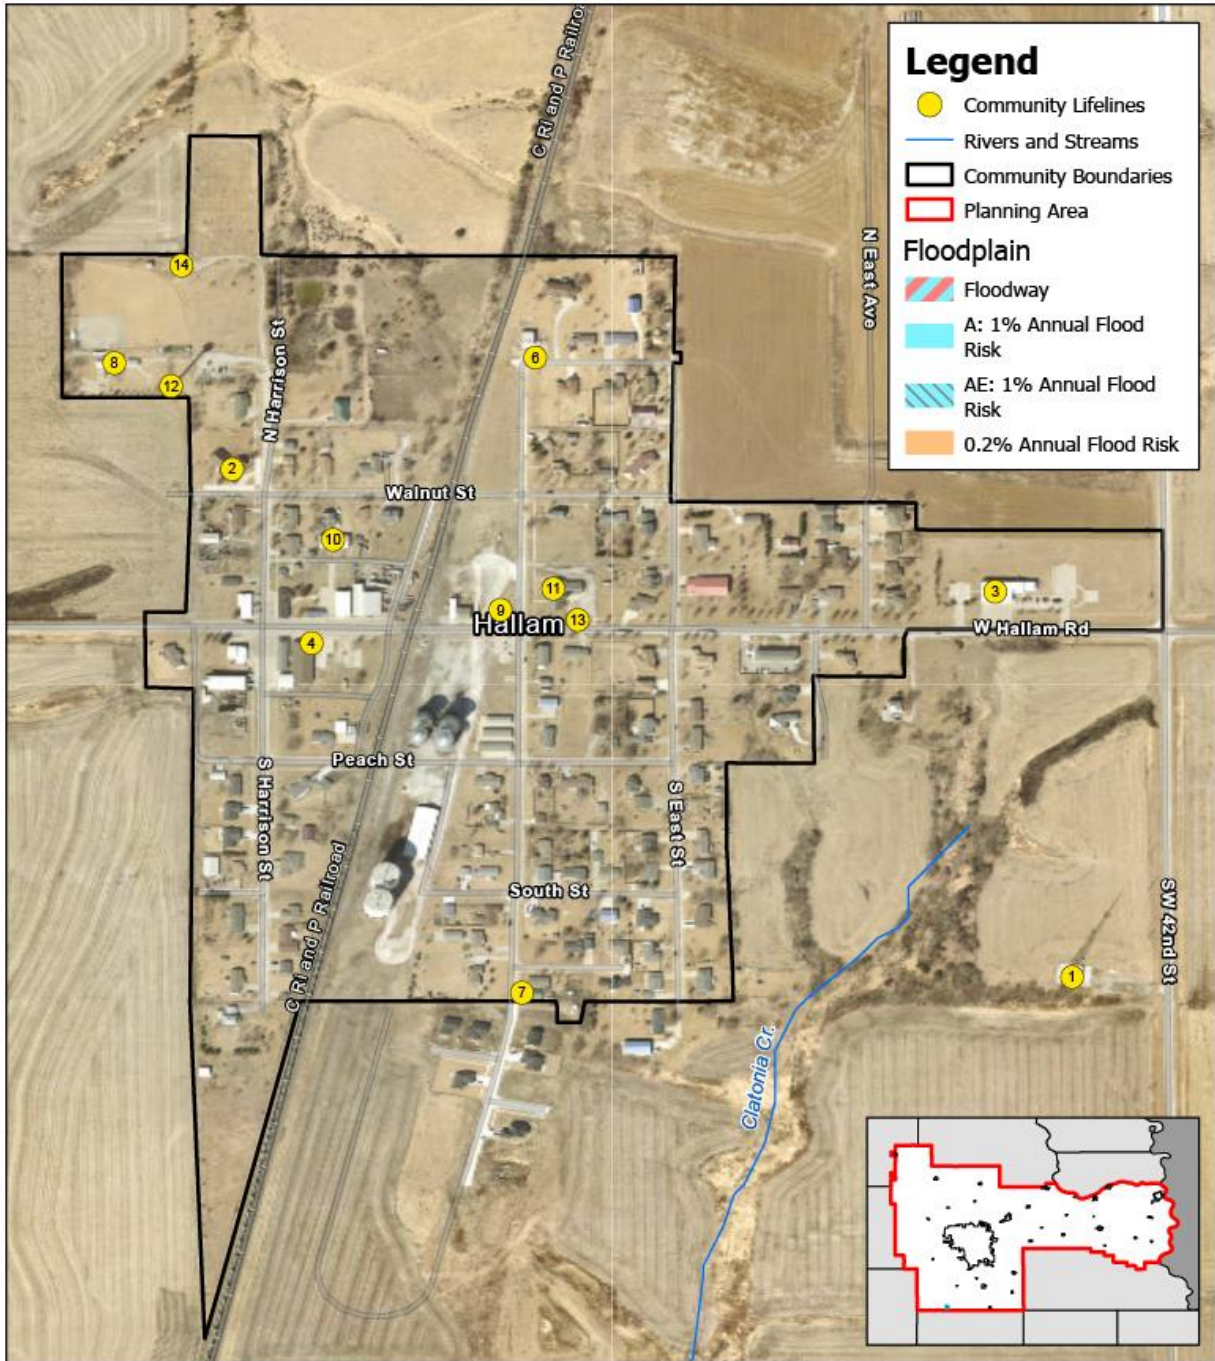 C RI and P Railroad
Legend
Community Lifelines
Rivers and Streams
Community Boundaries
Planning Area
Floodplain
Floodway
A: 1% Annual Flood
Risk
AE: 1% Annual Flood
Risk
0.2% Annual Flood Risk
N East Ave
14
8
12
6
N Harrison St
2
Walnut St
10
11
3
9
13
Hallam
W Hallam Rd
4
Peach St
S Harrison St
S East St
South St
C RI and P Railroad
SW 42nd St
1
7
Clatonia Cr.